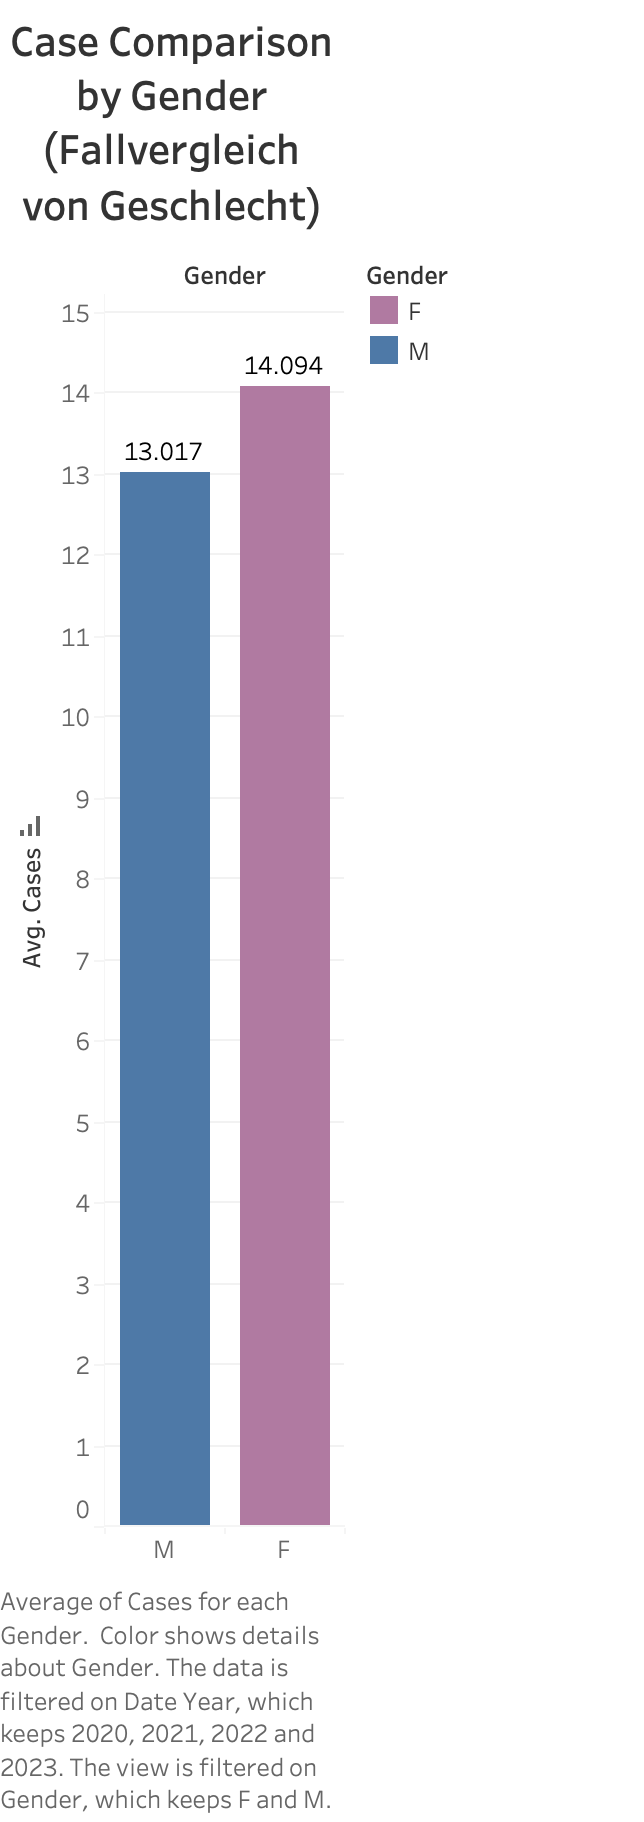 Case Comparison
by Gender
(Fallvergleich
von Geschlecht)
Gender
Gender
F
M
15
14
13
12
11
10
9
8
7
6
5
4
3
2
1
0
Avg. Cases
13.017
14.094
M
F
Average of Cases for each
Gender.  Color shows details
about Gender. The data is
filtered on Date Year, which
keeps 2020, 2021, 2022 and
2023. The view is filtered on
Gender, which keeps F and M.